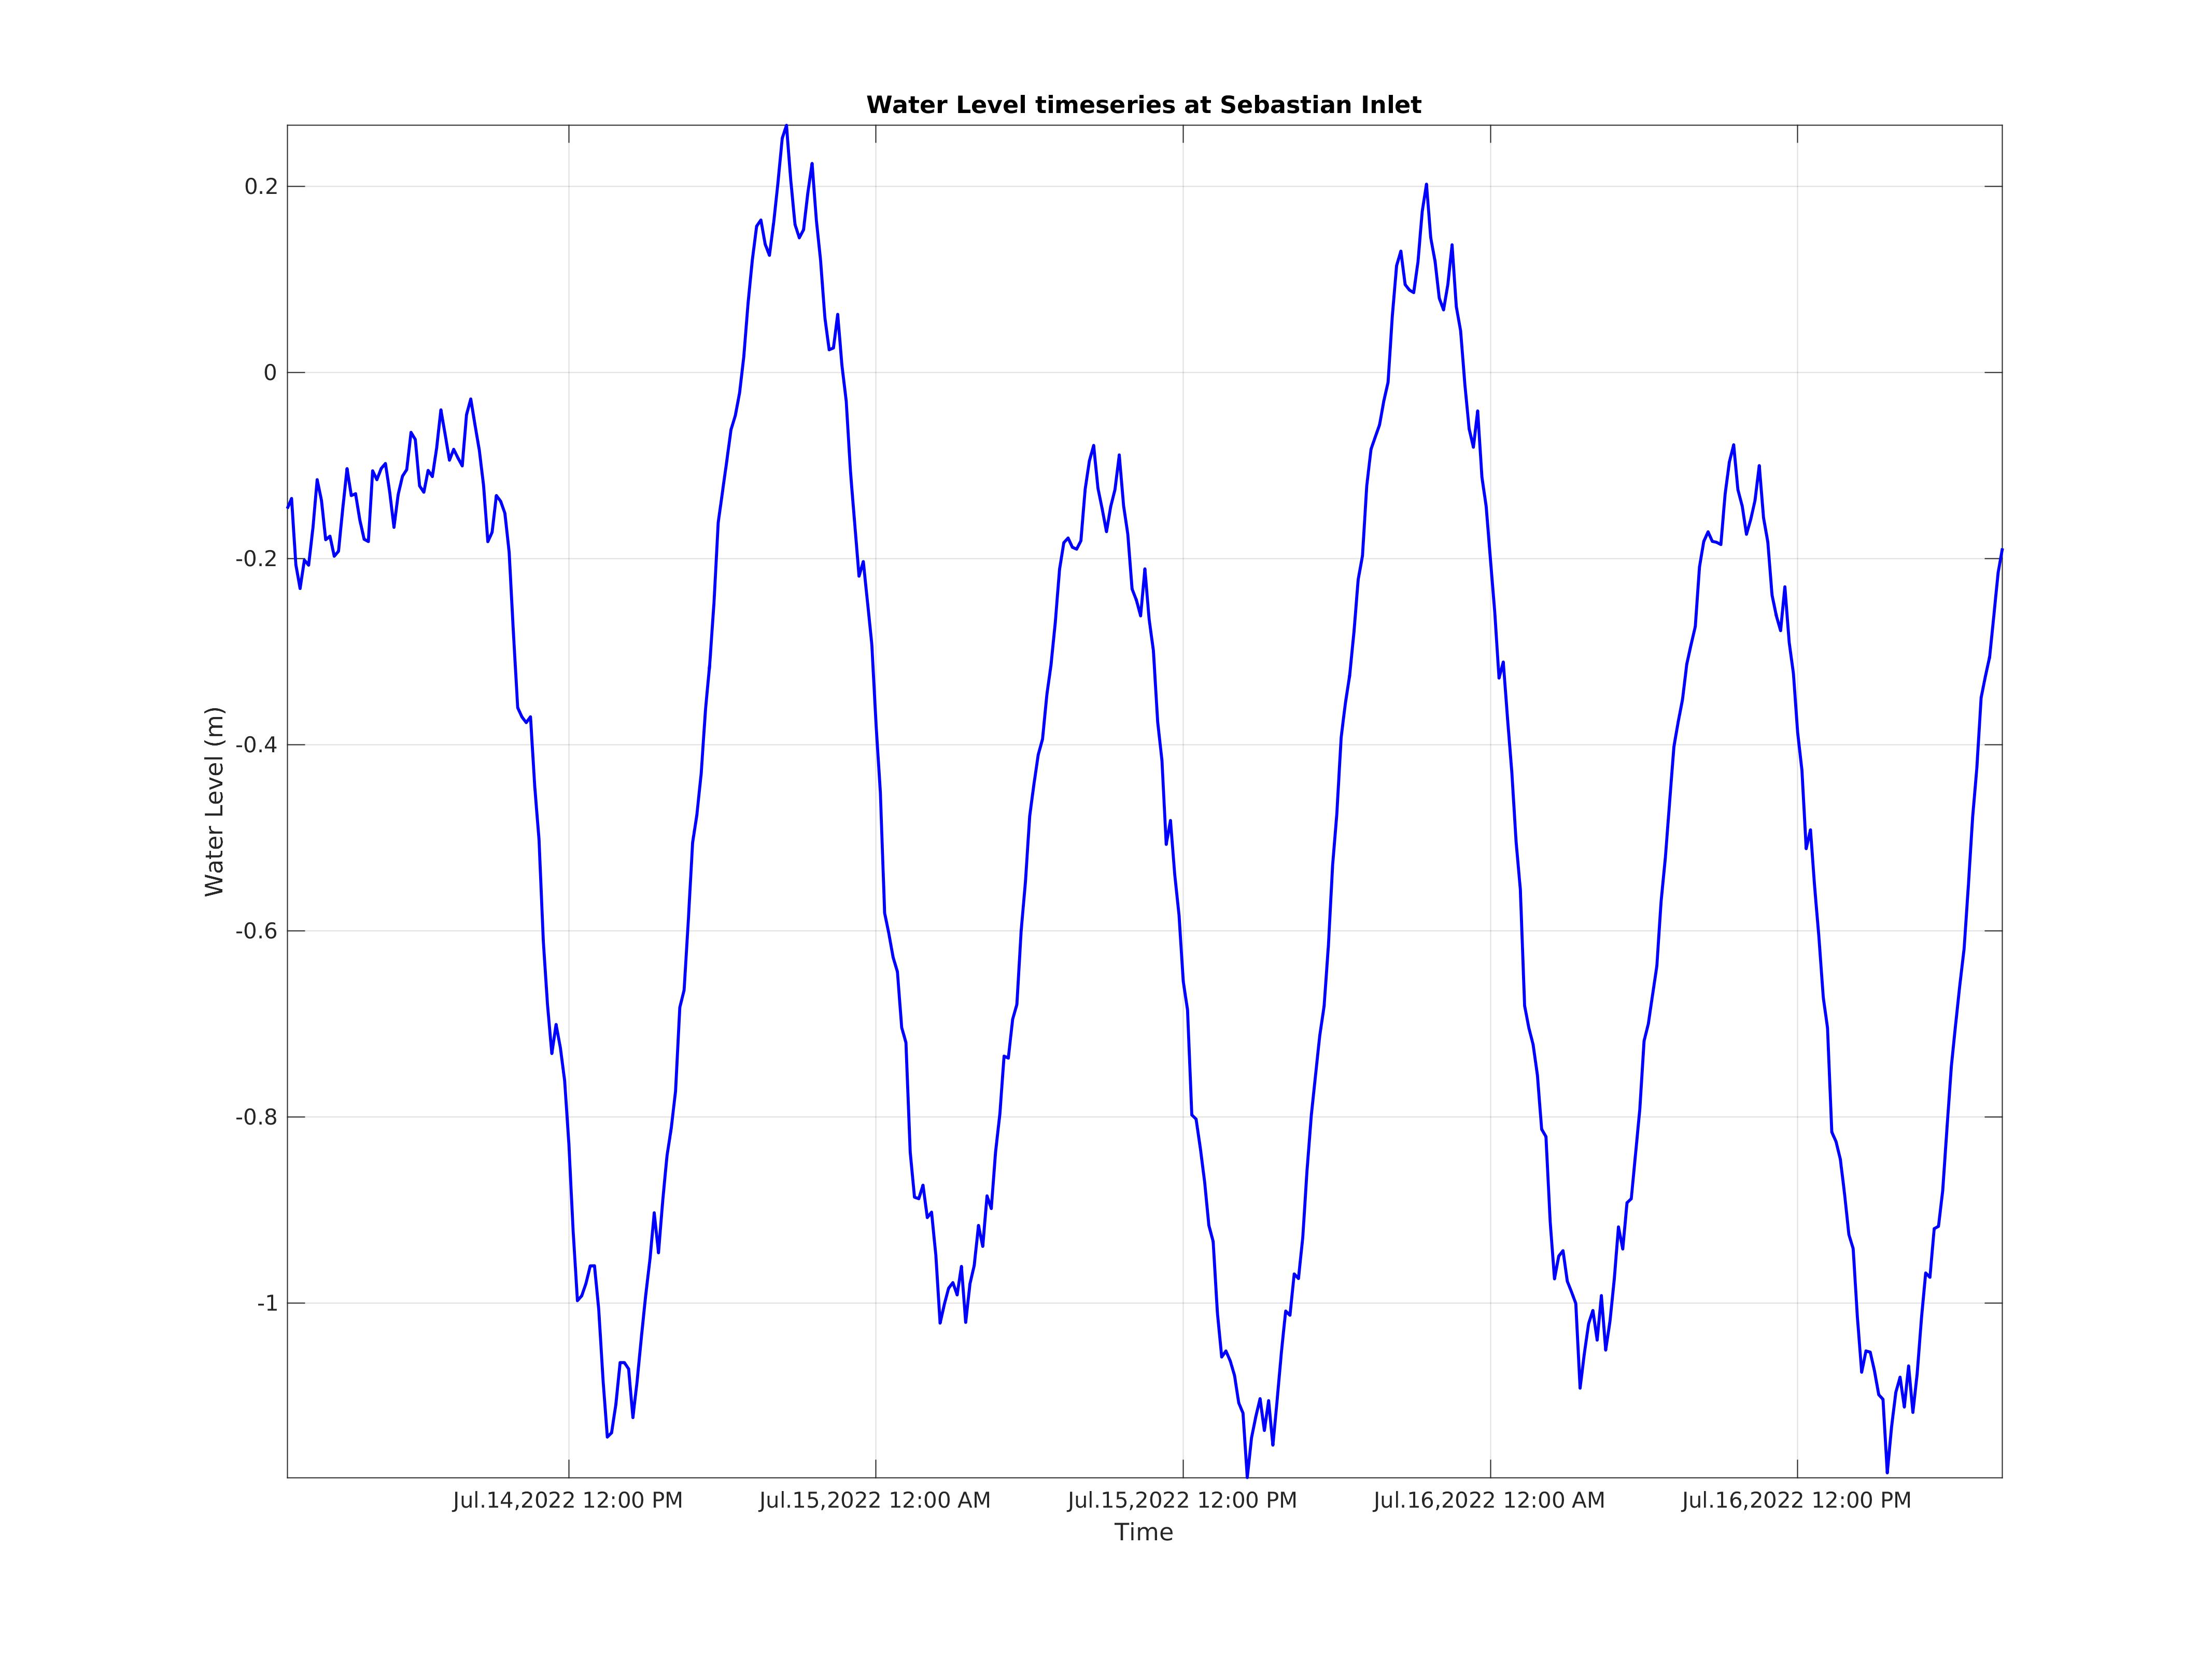 Water Level timeseries at Sebastian Inlet
0.2
0
-0.2
-0.4
-0.6
-0.8
-1
Water Level (m)
Jul.14,2022 12:00 PM
Jul.15,2022 12:00 AM
Jul.15,2022 12:00 PM
Jul.16,2022 12:00 AM
Jul.16,2022 12:00 PM
Time